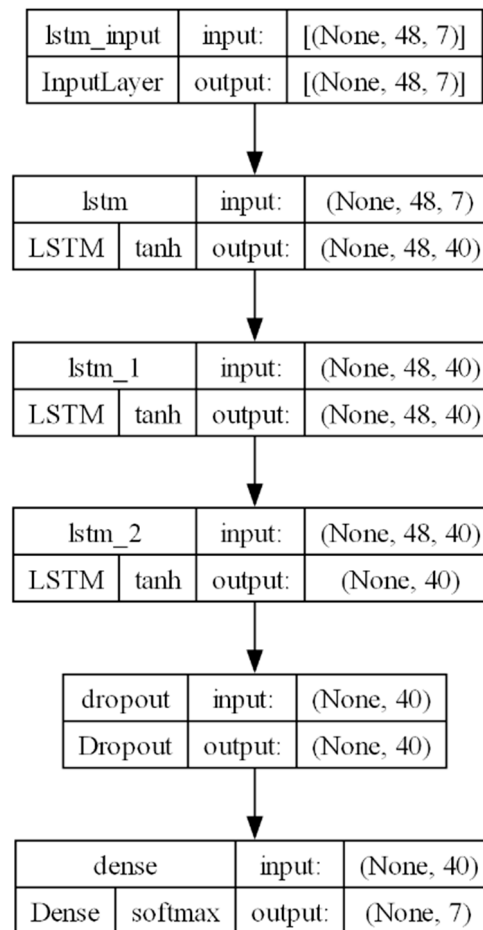 lstm_input input: [(None, 48, 7)]
InputLayer output: [(None, 48, 7)]
lstm input: (None, 48, 7)
LSTM tanh output: (None, 48, 40)
lstm_1 input: (None, 48, 40)
LSTM tanh output: (None, 48, 40)
lstm_2 input: (None, 48, 40)
LSTM tanh output: (None, 40)
dropout input: (None, 40)
Dropout output: (None, 40)
dense input: (None, 40)
Dense softmax output: (None, 7)